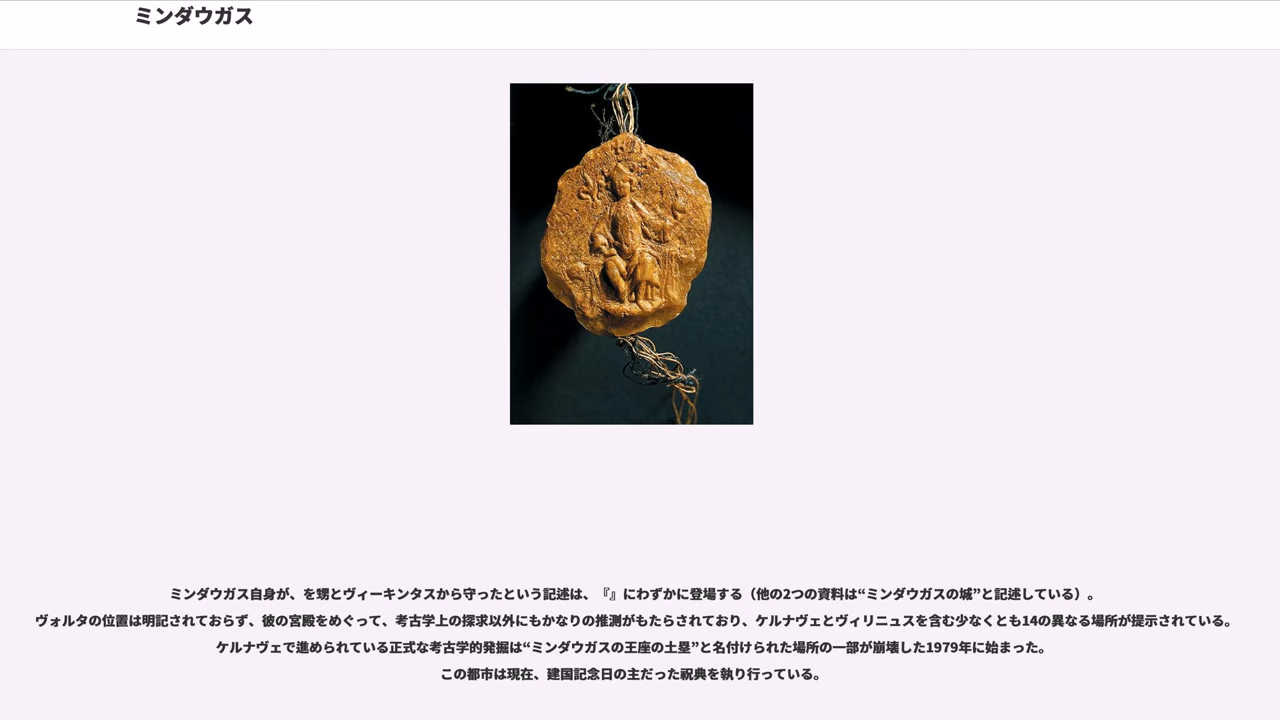 ミンダウガス
ミンダウガス自身が、を甥とヴィーキンタスから守ったという記述は、『』にわずかに登場する（他の2つの資料は“ミンダウガスの城”と記述している）。
ヴォルタの位置は明記されておらず、彼の宮殿をめぐって、考古学上の探求以外にもかなりの推測がもたらされており、ケルナヴェとヴィリニュスを含む少なくとも14の異なる場所が提示されている。
ケルナヴェで進められている正式な考古学的発掘は“ミンダウガスの王座の土塁”と名付けられた場所の一部が崩壊した1979年に始まった。
この都市は現在、建国記念日の主だった祝典を執り行っている。